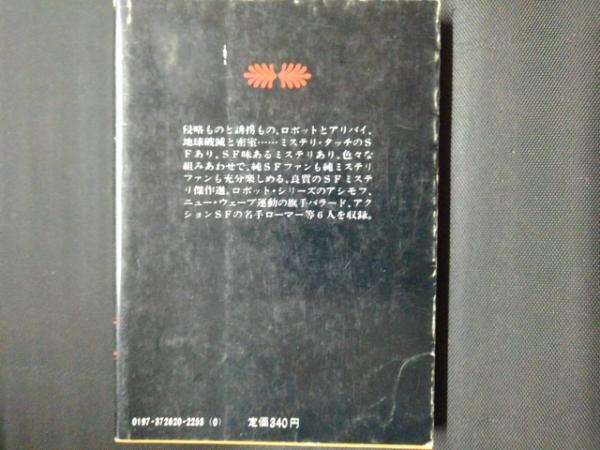 侵略ものと誘拐もの、ロボットとアリバイ、
地球破滅と密室……ミステリ・タッチのS
Fあり、SF味あるミステリあり、色々な
組みあわせで、純SFファンも純ミステリ
ファンも充分楽しめる、良質のSFミステ
リ傑作選。ロボット・シリーズのアシモフ、
ニュー・ウェーブ運動の旗手バラード、アク
ションSFの名手ローマー等6人を収録。
0197-372620-2253 (0) 定価340円